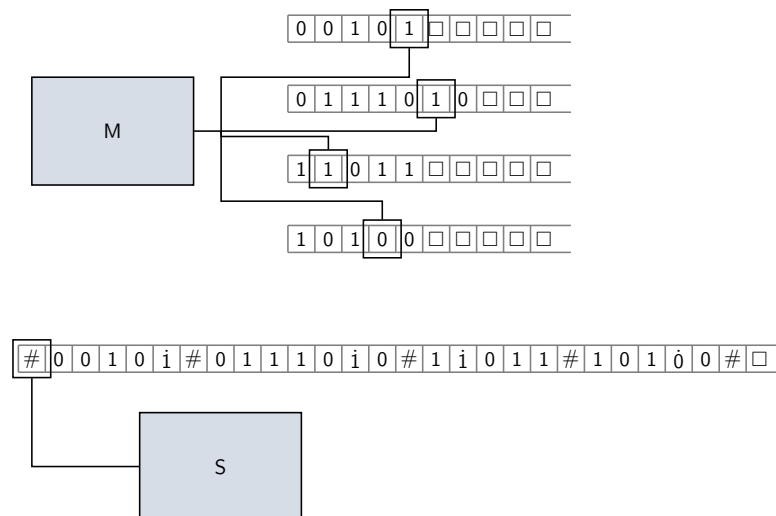 0 0 1 0 1 □ □ □ □ □
M
0 1 1 1 0 1 0 □ □ □
1 1 0 1 1 □ □ □ □ □
1 0 1 0 0 □ □ □ □ □
# 0 0 1 0 1̇ # 0 1 1 1 0 1̇ 0 # 1 1̇ 0 1 1 # 1 0 1 0̇ 0 # □
S